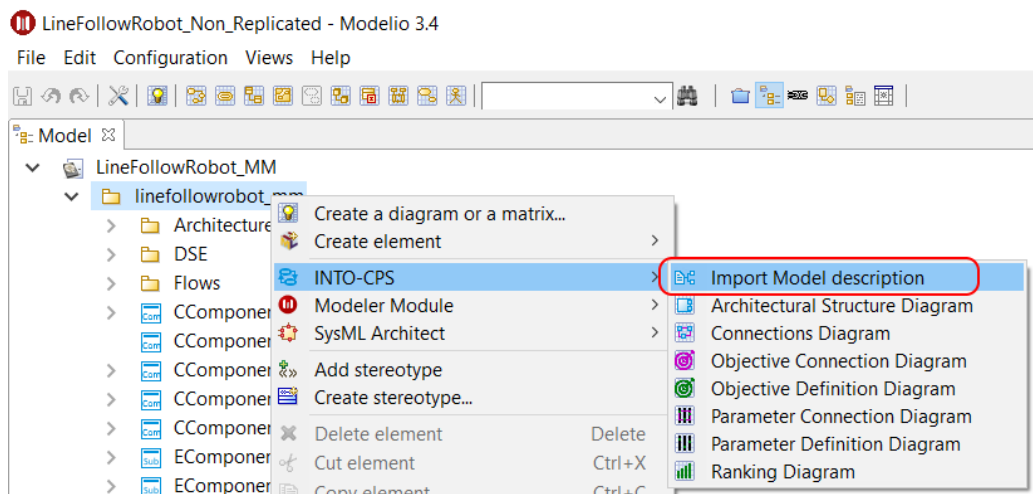 LineFollowRobot_Non_Replicated - Modelio 3.4
File Edit Configuration Views Help
Model
LineFollowRobot_MM
linefollowrobot_mm
Architecture
DSE
Flows
CComponen
CComponen
CComponen
CComponen
CComponen
EComponen
EComponen
Create a diagram or a matrix...
Create element
INTO-CPS
Modeler Module
SysML Architect
Add stereotype
Create stereotype...
Delete element Delete
Cut element Ctrl+X
Copy element Ctrl+C
Import Model description
Architectural Structure Diagram
Connections Diagram
Objective Connection Diagram
Objective Definition Diagram
Parameter Connection Diagram
Parameter Definition Diagram
Ranking Diagram